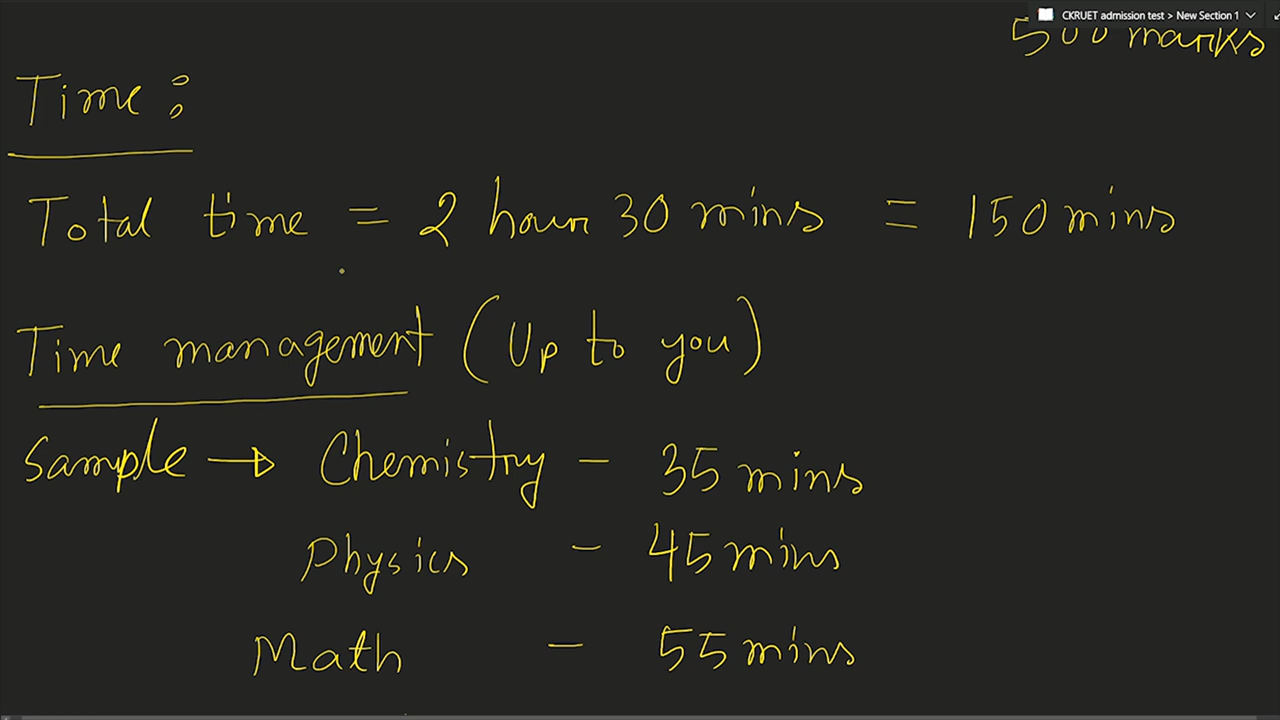 CKRUET admission test > New Section 1
500 marks
Time:
Total time = 2 hour 30 mins = 150 mins
Time management (Up to you)
Sample → Chemistry - 35 mins
Physics - 45 mins
Math - 55 mins